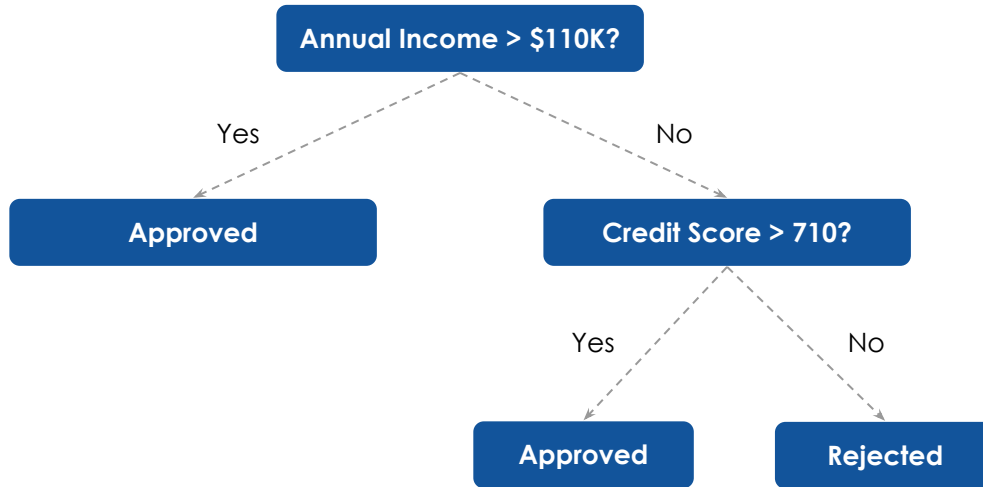 Annual Income > $110K?
Yes
No
Approved
Credit Score > 710?
Yes
No
Approved
Rejected